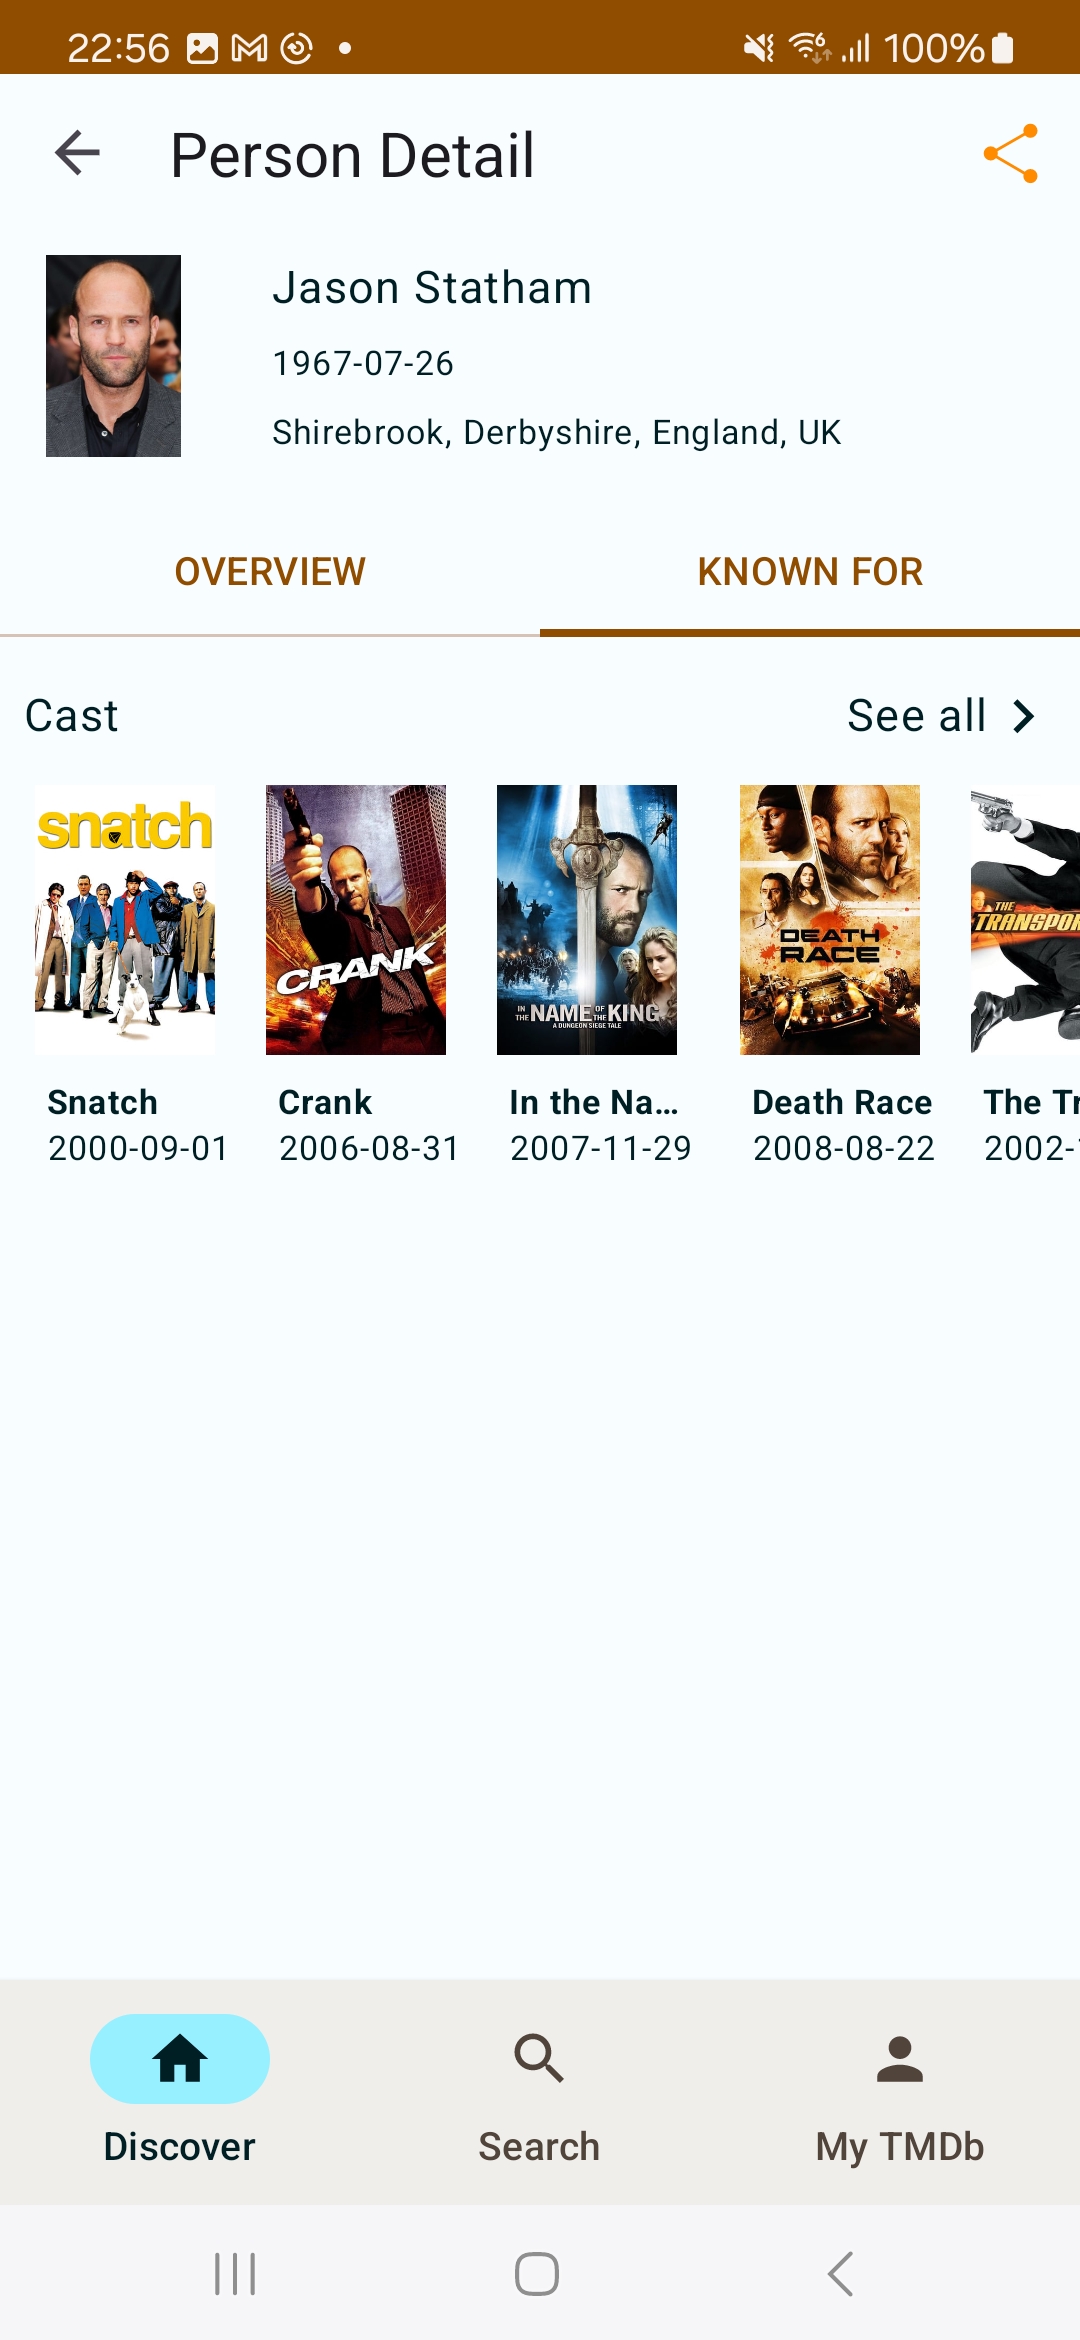 22:56 100%
Person Detail
Jason Statham
1967-07-26
Shirebrook, Derbyshire, England, UK
OVERVIEW KNOWN FOR
Cast See all
snatch
CRANK
IN THE NAME OF THE KING
A DUNGEON SIEGE TALE
DEATH RACE
THE TRANSPOR
Snatch Crank In the Na... Death Race The Tr
2000-09-01 2006-08-31 2007-11-29 2008-08-22 2002-
Discover Search My TMDb